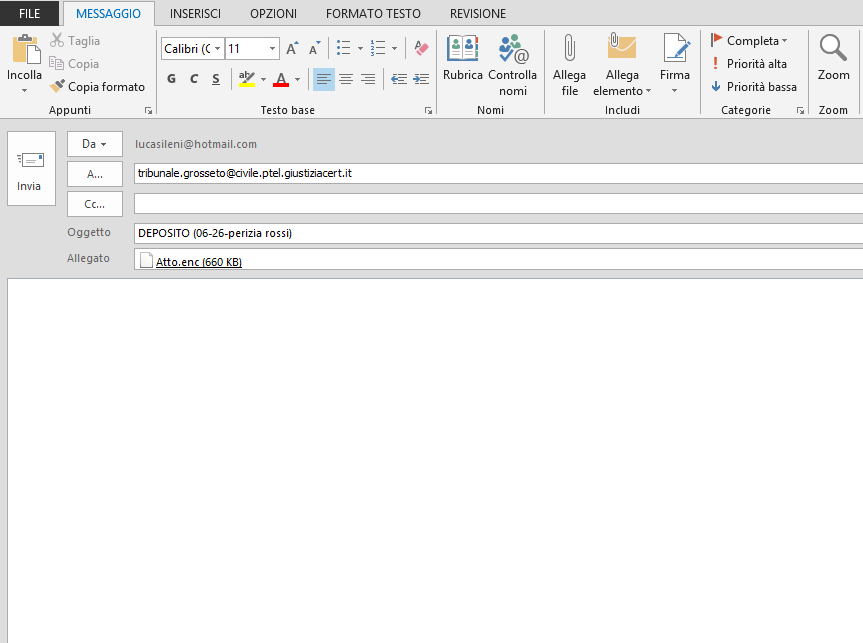 FILE MESSAGGIO INSERISCI OPZIONI FORMATO TESTO REVISIONE
Incolla
Taglia
Copia
Copia formato
Appunti
Calibri (C 11 A A
G C S ab A
Testo base
Rubrica
Controlla nomi
Nomi
Allega file
Allega elemento
Firma
Includi
Completa
Priorità alta
Priorità bassa
Categorie
Zoom
Zoom
Invia
Da lucasileni@hotmail.com
A... tribunale.grosseto@civile.ptel.giustiziacert.it
Cc...
Oggetto DEPOSITO (06-26-perizia rossi)
Allegato Atto.enc (660 KB)